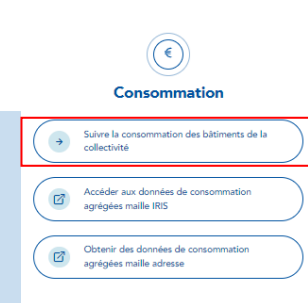 €
Consommation
Suivre la consommation des bâtiments de la
collectivité
Accéder aux données de consommation
agrégées maille IRIS
Obtenir des données de consommation
agrégées maille adresse